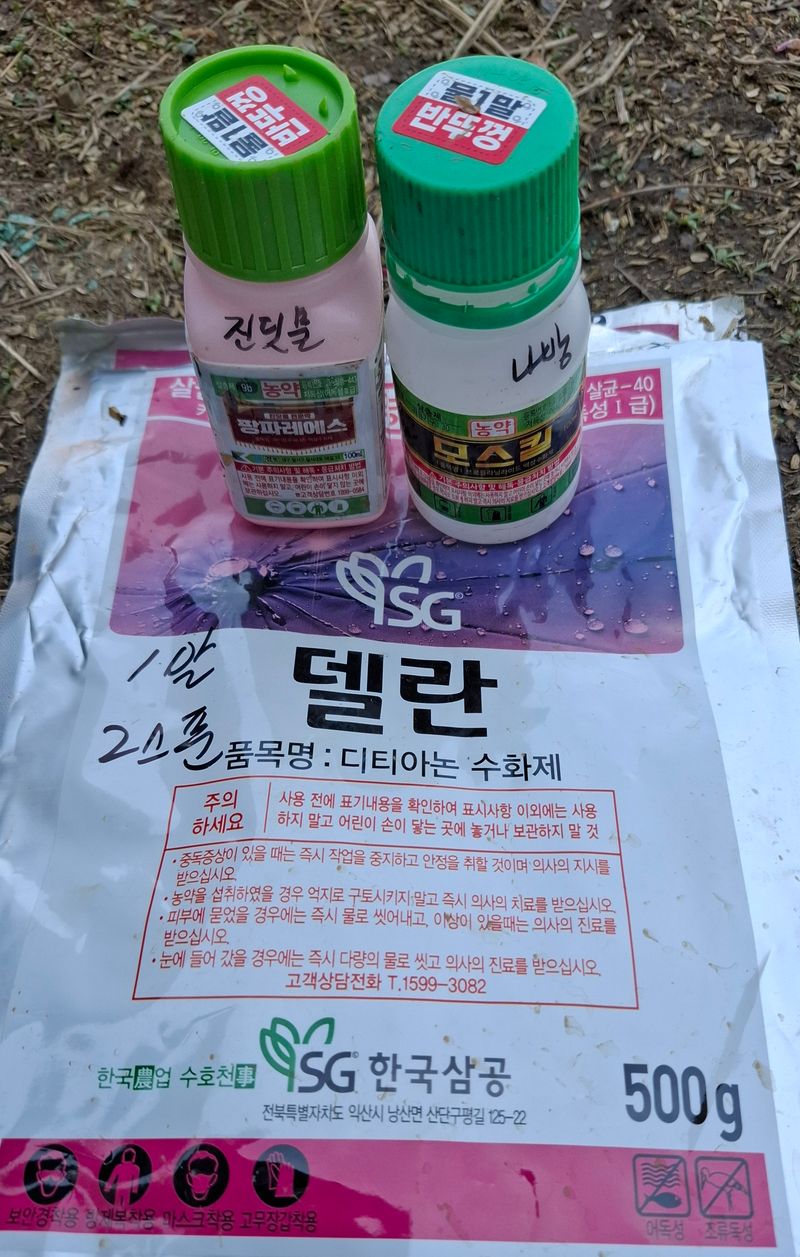 물1말
반뚜껑
물1말
반뚜껑
진딧물
나방
9b
농약
팡파레에스
100ml
농약
모스킬
살균-40
SG
델란
1말
2스푼
품목명 : 디티아논 수화제
주의
하세요
사용 전에 표기내용을 확인하여 표시사항 이외에는 사용
하지 말고 어린이 손이 닿는 곳에 놓거나 보관하지 말 것
·중독증상이 있을 때는 즉시 작업을 중지하고 안정을 취할 것이며 의사의 지시를
받으십시오.
·농약을 섭취하였을 경우 억지로 구토시키지 말고 즉시 의사의 치료를 받으십시오.
·피부에 묻었을 경우에는 즉시 물로 씻어내고, 이상이 있을때는 의사의 진료를
받으십시오.
·눈에 들어 갔을 경우에는 즉시 다량의 물로 씻고 의사의 진료를 받으십시오.
고객상담전화 T.1599-3082
한국農업 수호천事
SG 한국삼공
전북특별자치도 익산시 낭산면 산단구평길 125-22
500g
보안경착용 방제복착용 마스크착용 고무장갑착용
어독성 조류독성